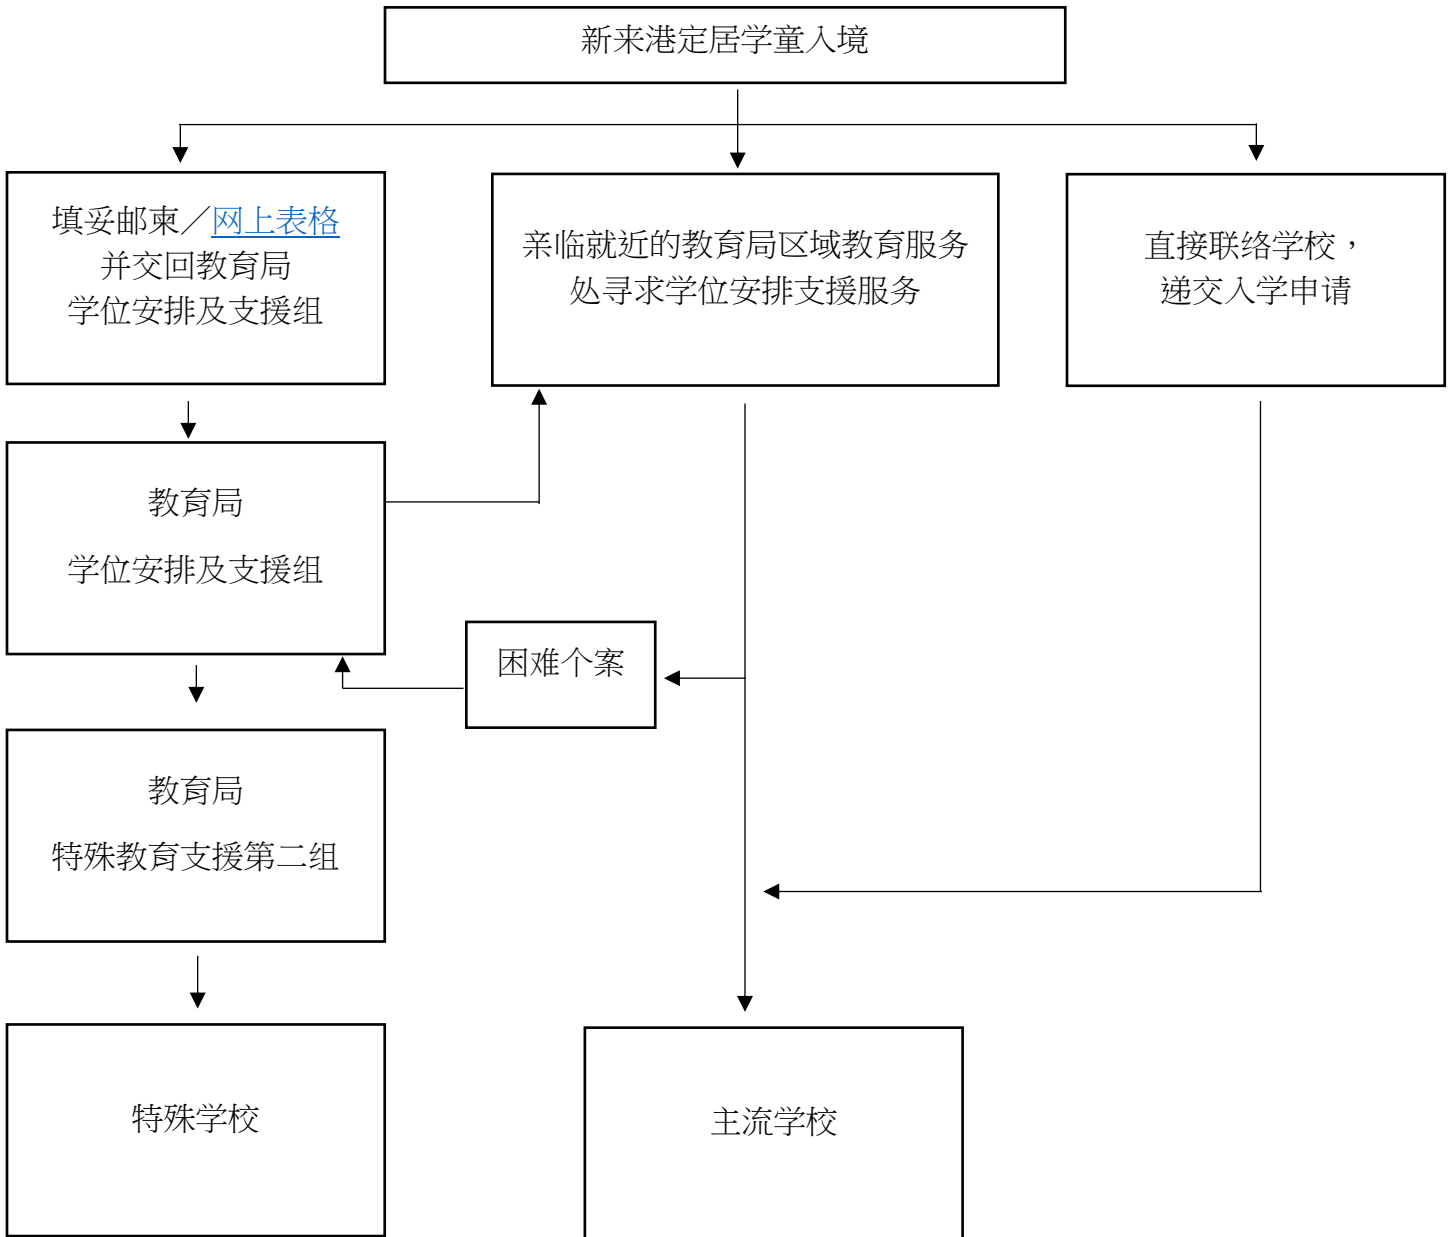 新来港定居学童入境
填妥邮柬／网上表格
并交回教育局
学位安排及支援组
亲临就近的教育局区域教育服务
处寻求学位安排支援服务
直接联络学校，
递交入学申请
教育局
学位安排及支援组
困难个案
教育局
特殊教育支援第二组
特殊学校
主流学校